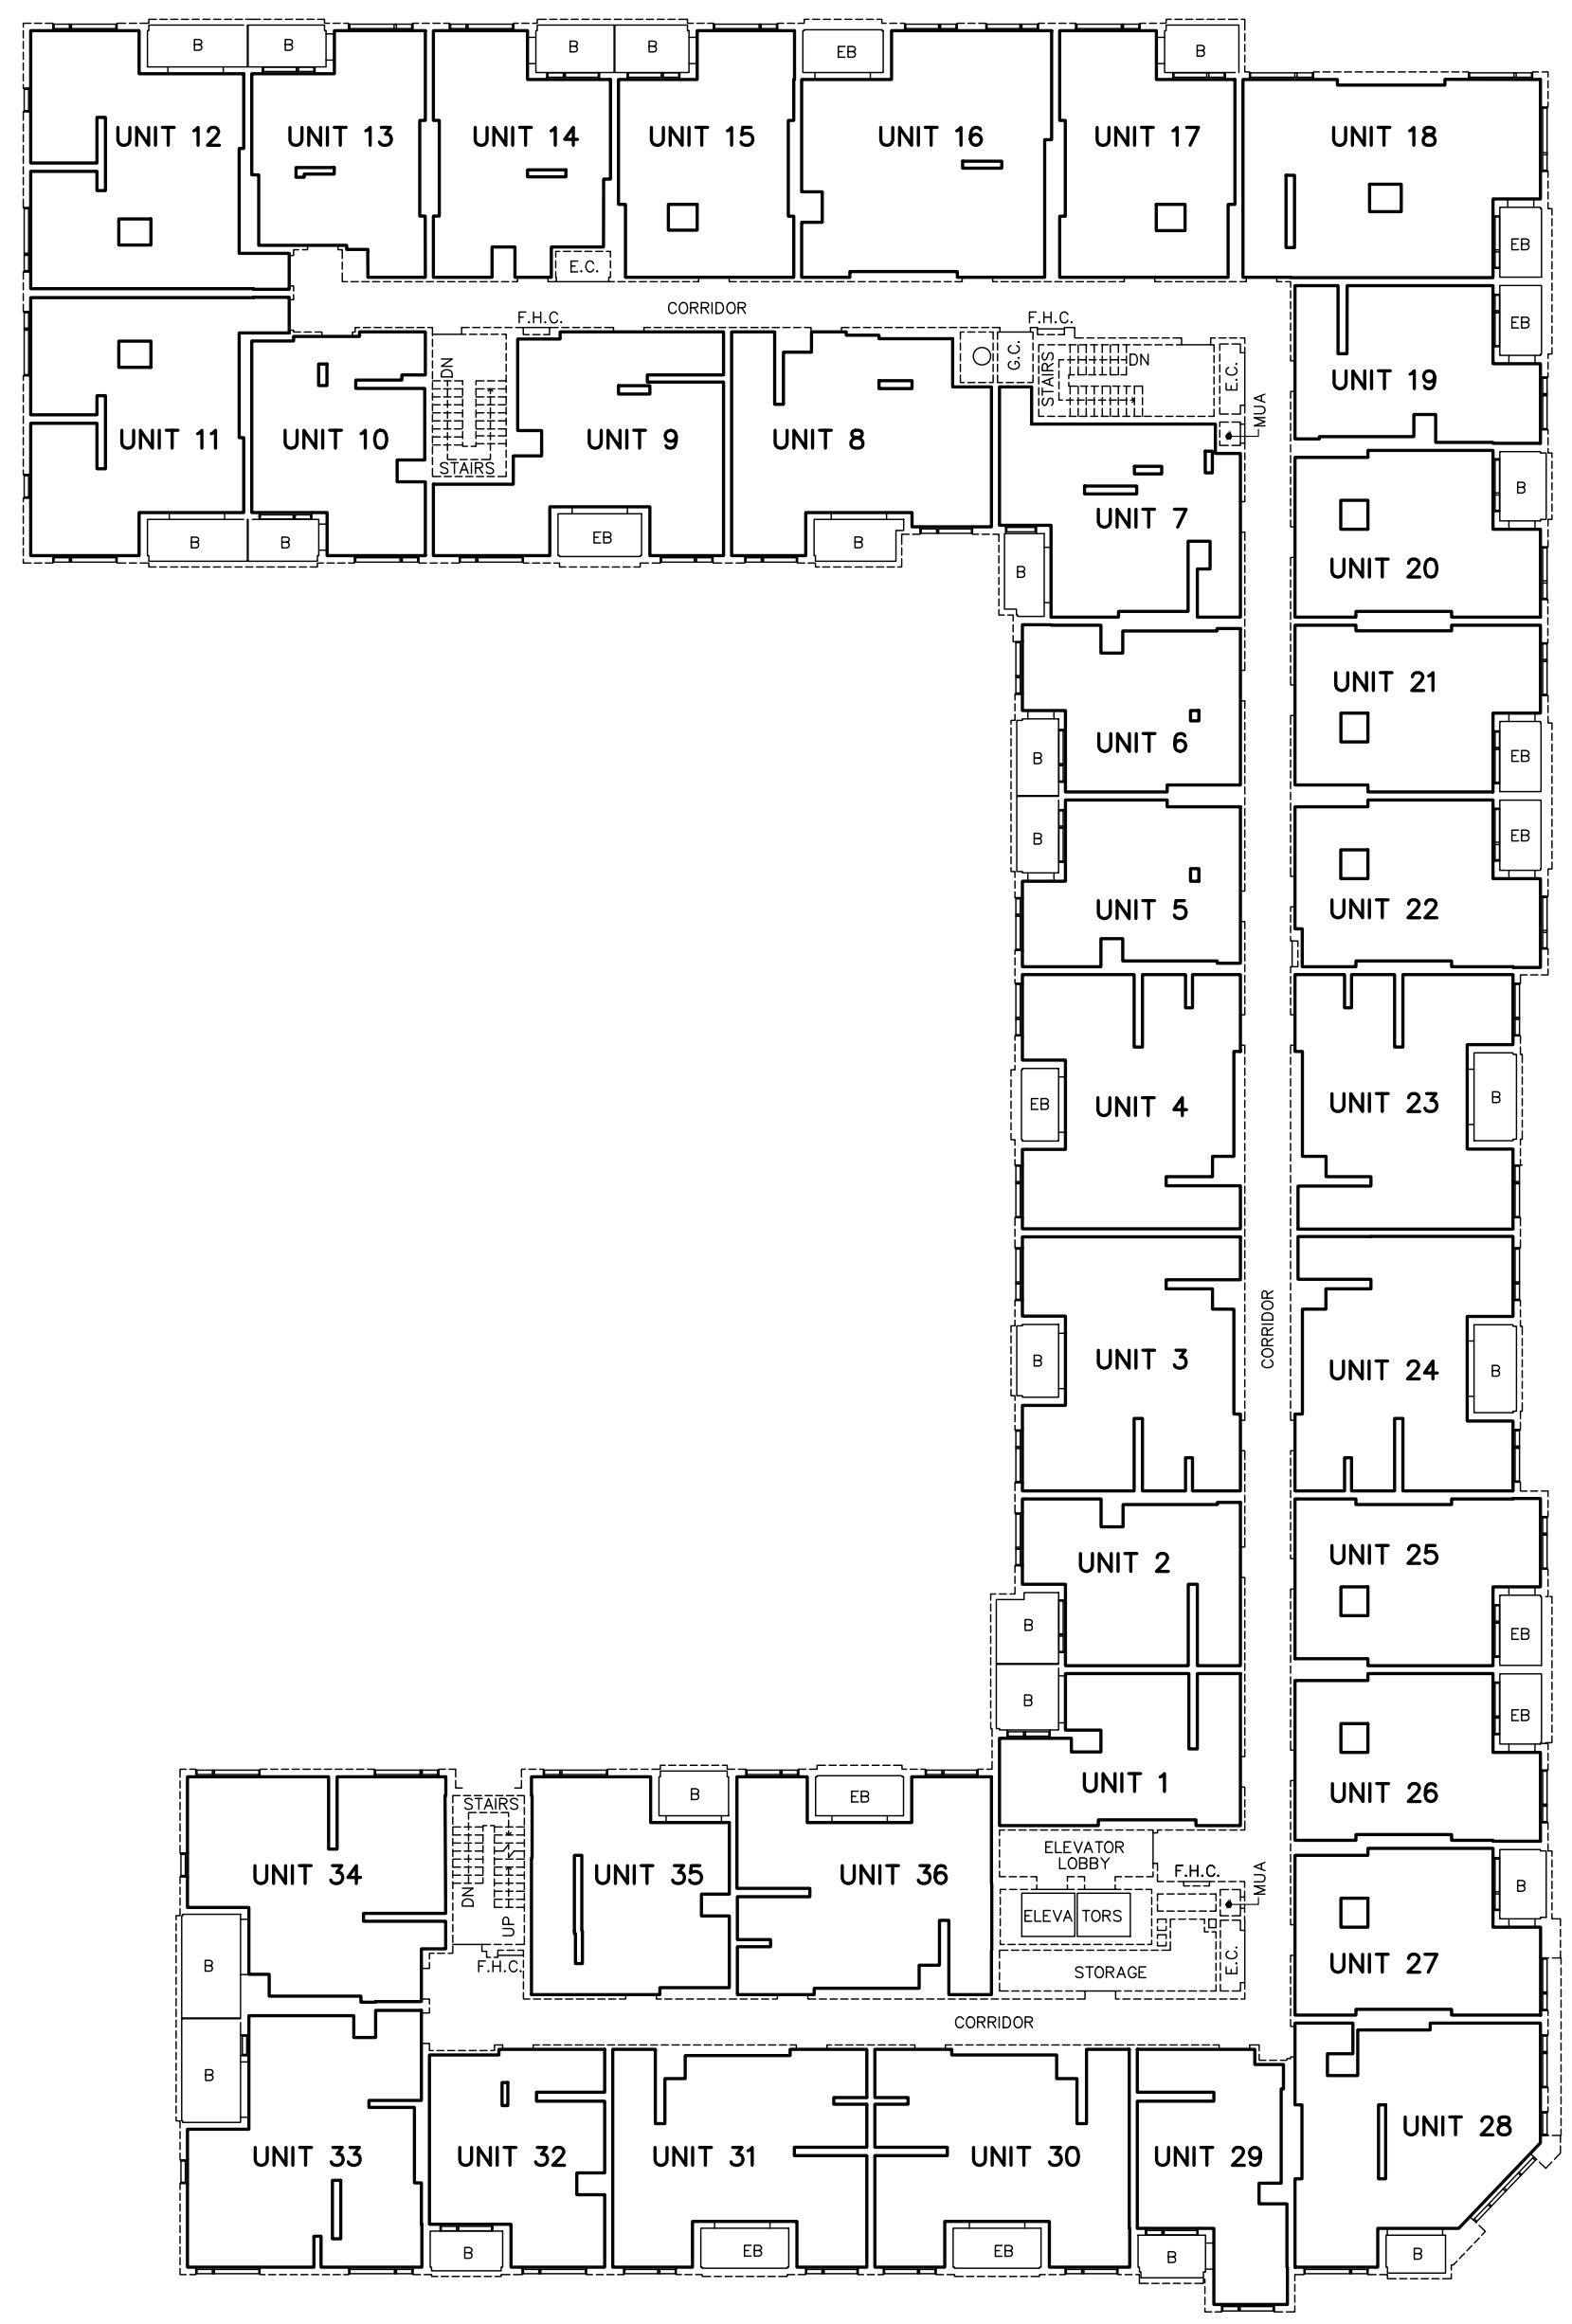 B
B
B
B
EB
B
UNIT 12
UNIT 13
UNIT 14
UNIT 15
UNIT 16
UNIT 17
UNIT 18
EB
E.C.
CORRIDOR
F.H.C.
F.H.C.
EB
DN
G.C.
STAIRS
DN
E.C.
MUA
UNIT 19
UNIT 11
UNIT 10
STAIRS
UNIT 9
UNIT 8
B
UNIT 7
B
B
EB
B
B
UNIT 20
UNIT 21
UNIT 6
B
EB
B
EB
UNIT 5
UNIT 22
EB
UNIT 4
UNIT 23
B
CORRIDOR
B
UNIT 3
UNIT 24
B
UNIT 2
UNIT 25
B
EB
B
EB
UNIT 1
UNIT 26
STAIRS
B
EB
ELEVATOR
LOBBY
F.H.C.
MUA
UNIT 34
DN
UP
UNIT 35
UNIT 36
B
ELEVA
TORS
E.C.
B
F.H.C.
STORAGE
UNIT 27
CORRIDOR
B
UNIT 33
UNIT 32
UNIT 31
UNIT 30
UNIT 29
UNIT 28
B
EB
EB
B
B